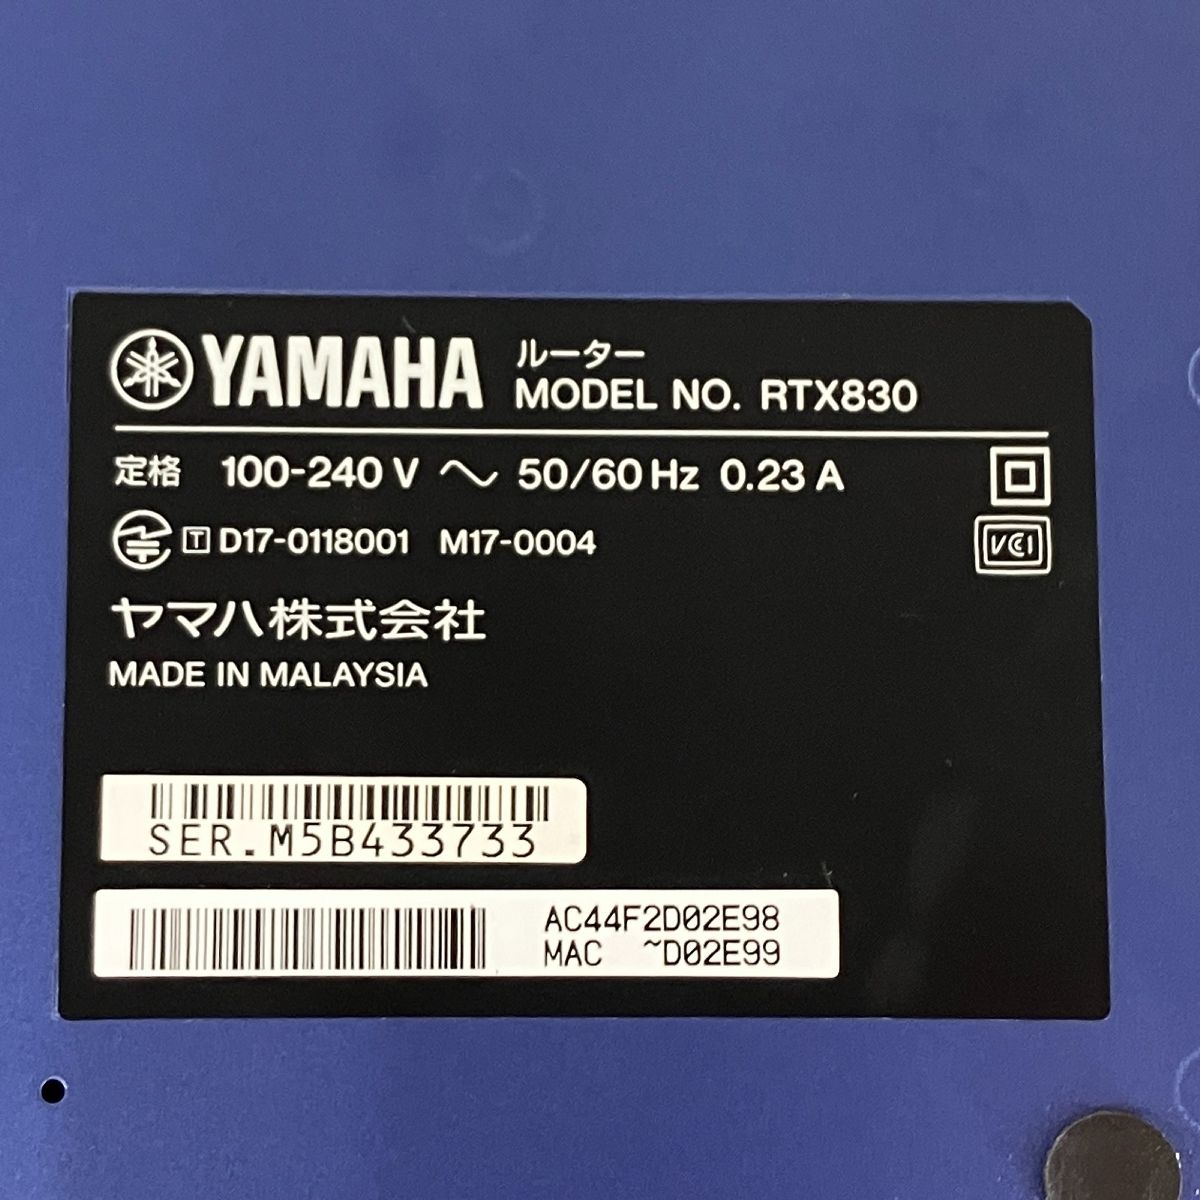 YAMAHA
ルーター
MODEL NO. RTX830
定格 100-240 V ～ 50/60 Hz 0.23 A
T D17-0118001 M17-0004
VCI
ヤマハ株式会社
MADE IN MALAYSIA
SER.M5B433733
AC44F2D02E98
MAC ~D02E99